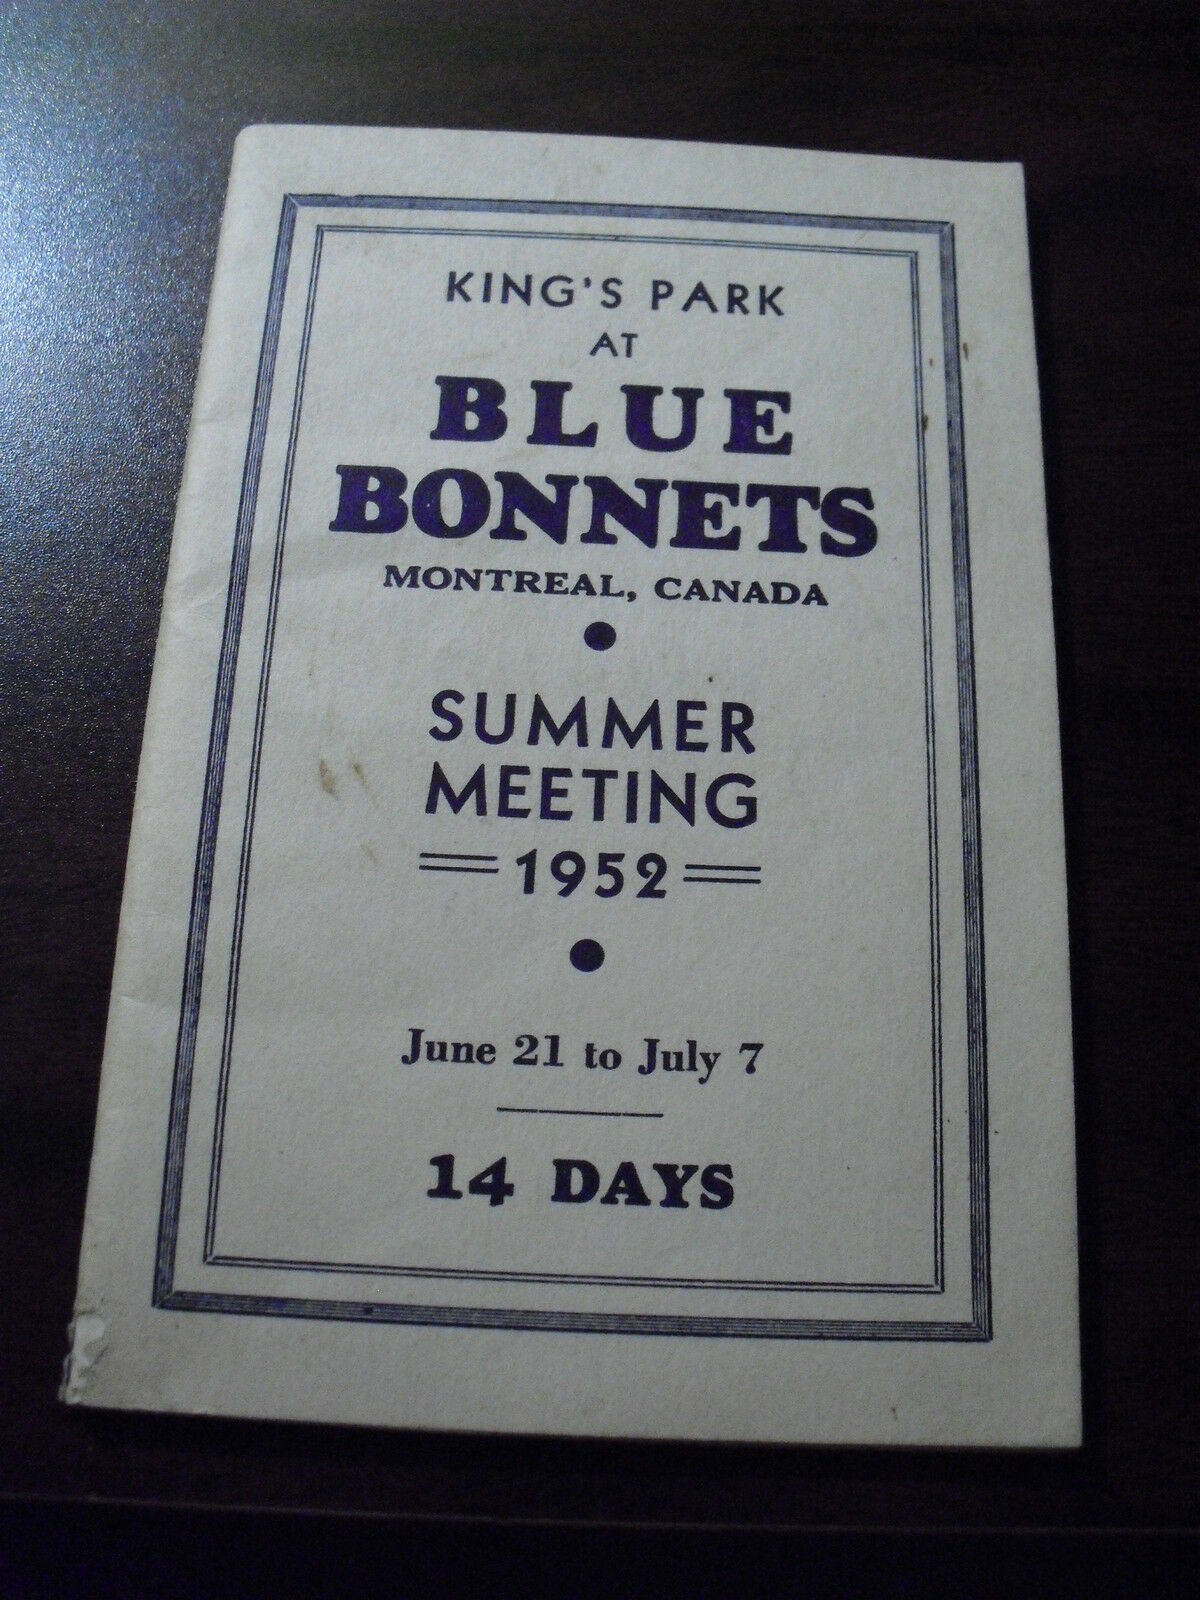 KING'S PARK
AT
BLUE
BONNETS
MONTREAL, CANADA
SUMMER
MEETING
1952
June 21 to July 7
14 DAYS